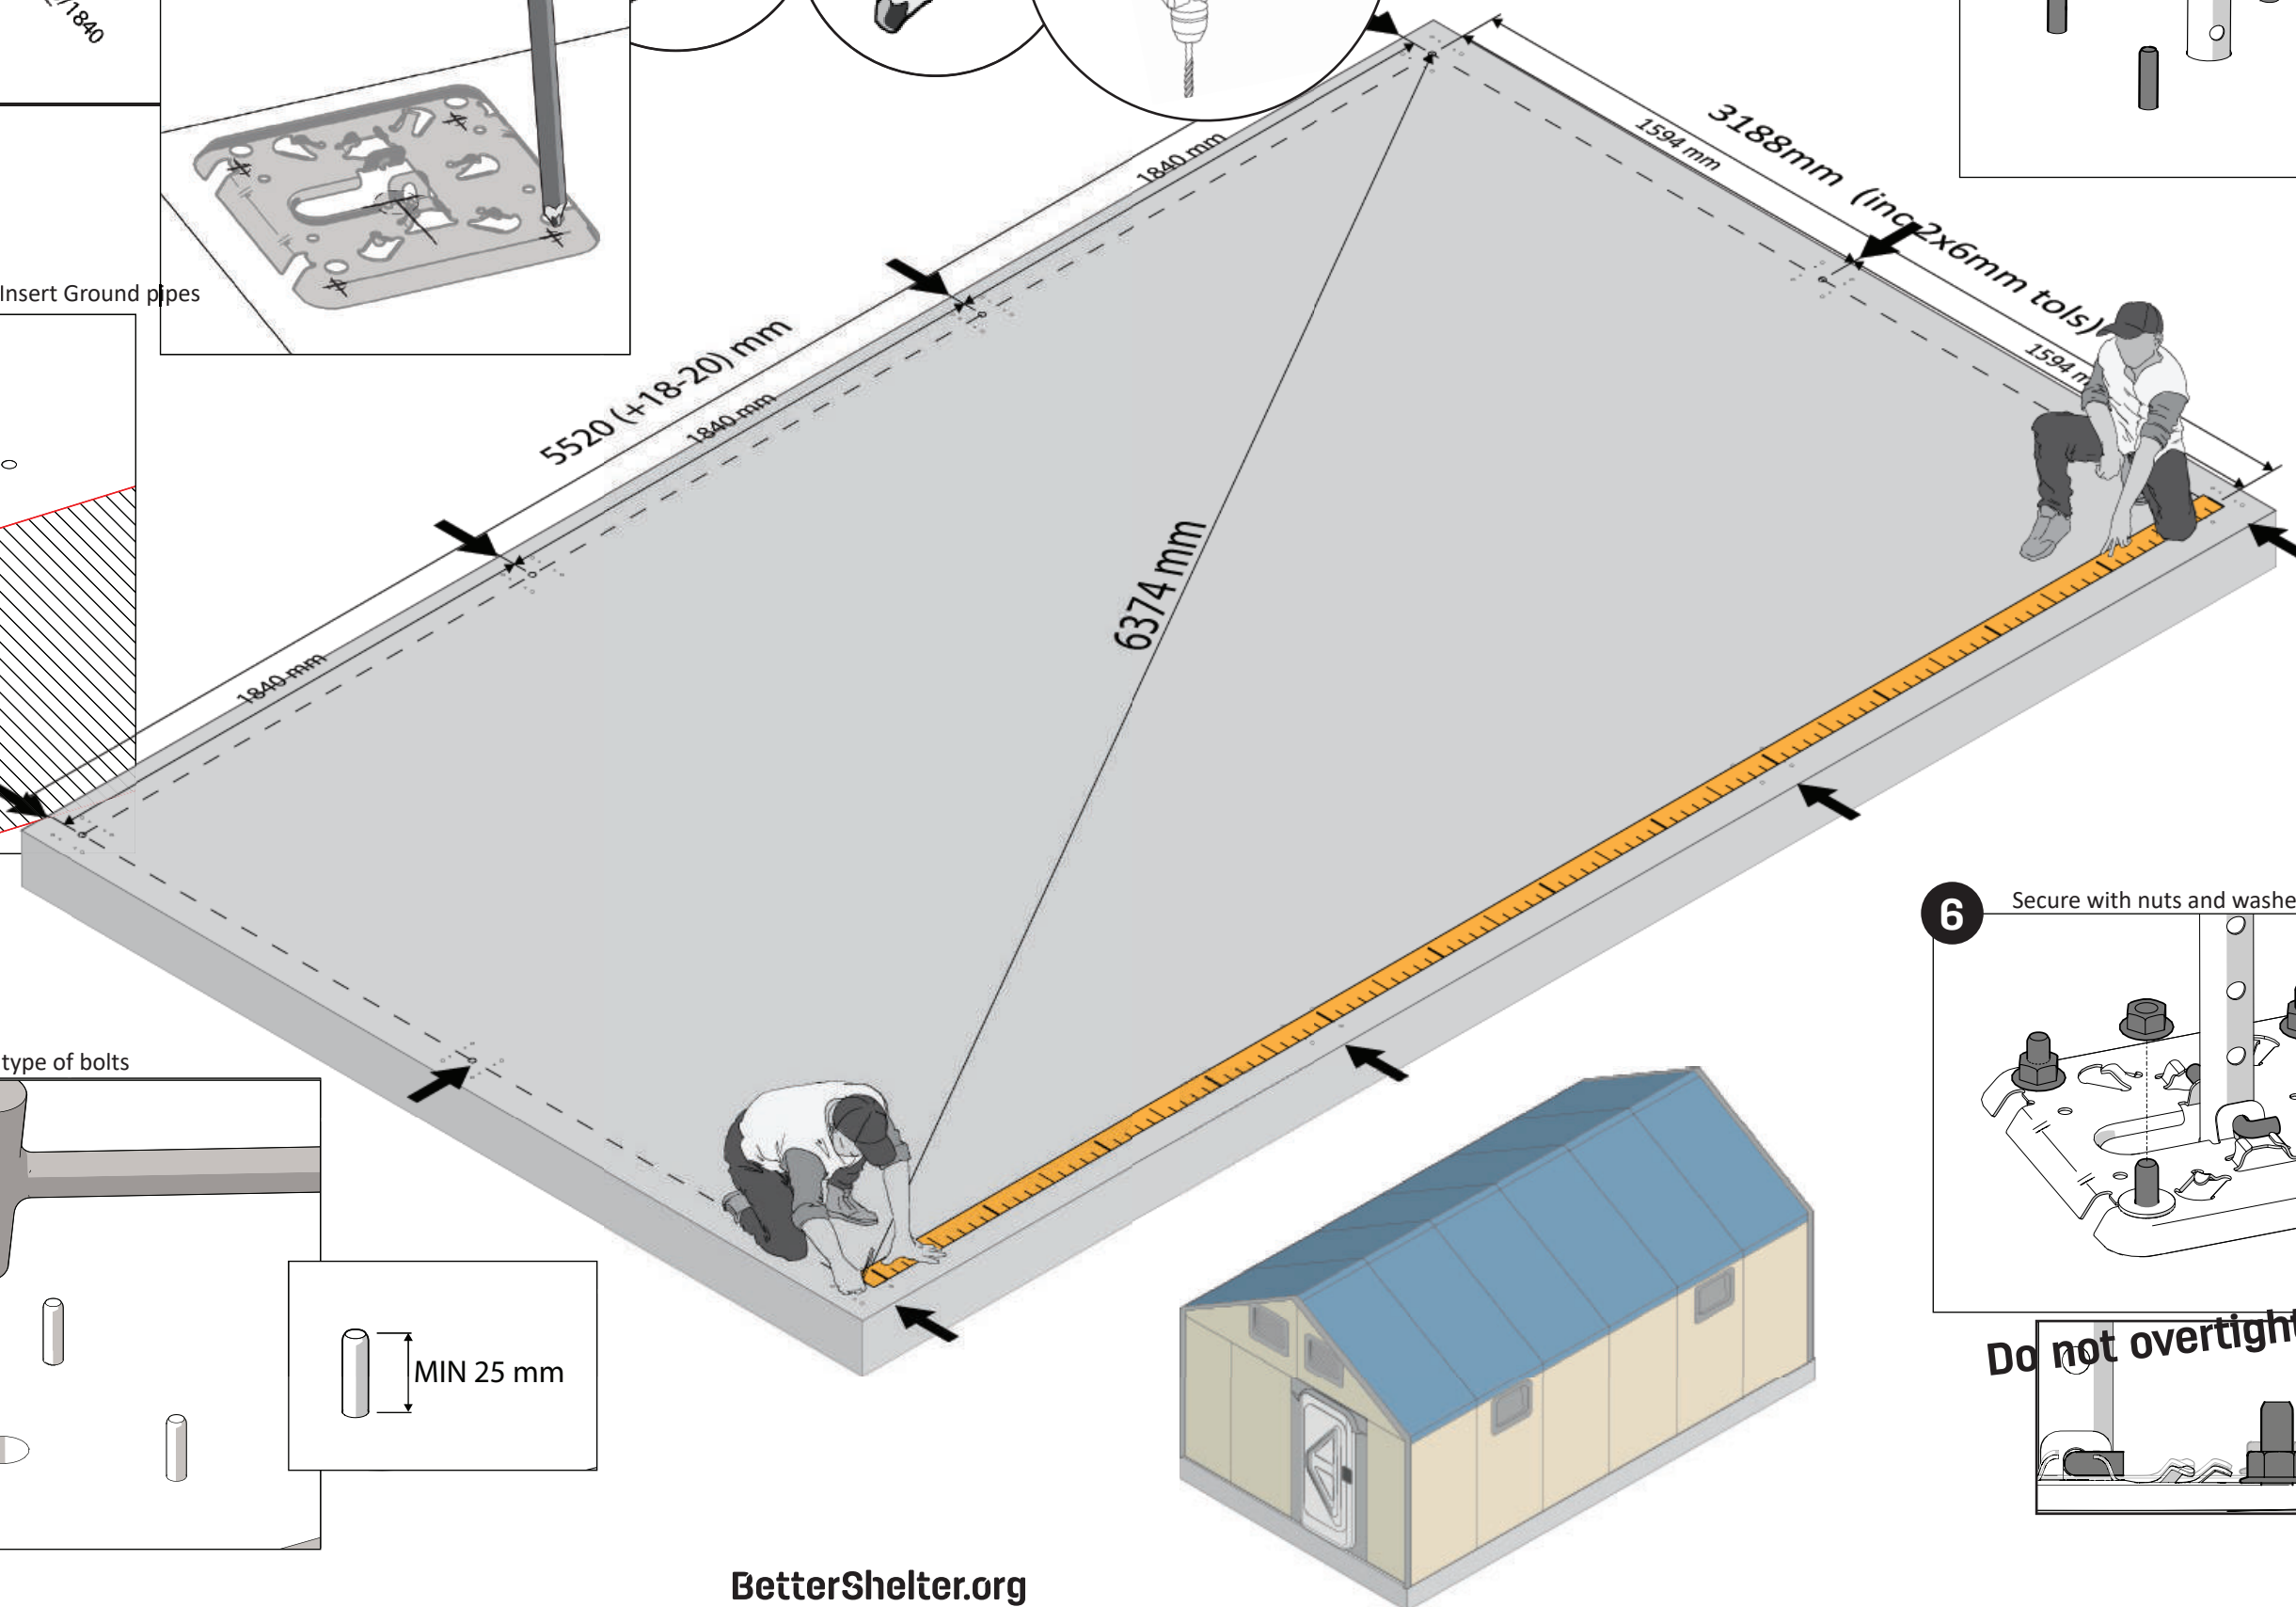 /1840
Insert Ground pipes
1840 mm
1594 mm
3188mm (inc 2x6mm tols)
1594 m
5520 (+18-20) mm
1840 mm
1840 mm
6374 mm
6
Secure with nuts and washe
type of bolts
MIN 25 mm
Do not overtight
BetterShelter.org